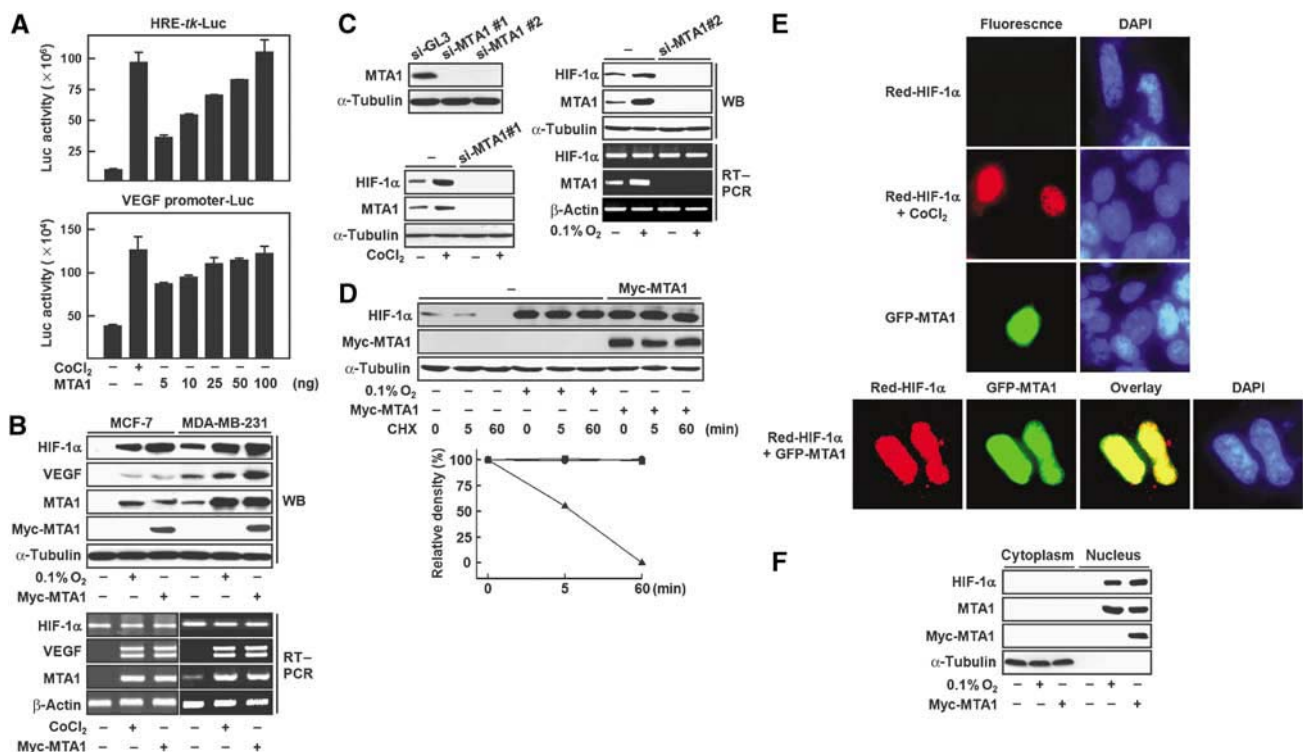 A
HRE-tk-Luc
Luc activity (× 10⁶)
100
75
50
25
VEGF promoter-Luc
Luc activity (× 10⁴)
150
100
50
CoCl₂ – + – – – – –
MTA1 – – 5 10 25 50 100 (ng)
B
MCF-7 MDA-MB-231
HIF-1α
VEGF
MTA1
Myc-MTA1
α-Tubulin
WB
0.1% O₂ – + – – + –
Myc-MTA1 – – + – – +
HIF-1α
VEGF
MTA1
β-Actin
RT–
PCR
CoCl₂ – + – – + –
Myc-MTA1 – – + – – +
C
si-GL3 si-MTA1 #1 si-MTA1 #2
MTA1
α-Tubulin
– si-MTA1#1
HIF-1α
MTA1
α-Tubulin
CoCl₂ – + – +
– si-MTA1#2
HIF-1α
MTA1
α-Tubulin
WB
HIF-1α
MTA1
β-Actin
RT–
PCR
0.1% O₂ – + – +
D
– Myc-MTA1
HIF-1α
Myc-MTA1
α-Tubulin
0.1% O₂ – – – + + + – – –
Myc-MTA1 – – – – – – + + +
CHX 0 5 60 0 5 60 0 5 60 (min)
Relative density (%)
100
75
50
25
0
0 5 60 (min)
E
Fluorescnce DAPI
Red-HIF-1α
Red-HIF-1α
+ CoCl₂
GFP-MTA1
Red-HIF-1α GFP-MTA1 Overlay DAPI
Red-HIF-1α
+ GFP-MTA1
F
Cytoplasm Nucleus
HIF-1α
MTA1
Myc-MTA1
α-Tubulin
0.1% O₂ – + – – + –
Myc-MTA1 – – + – – +